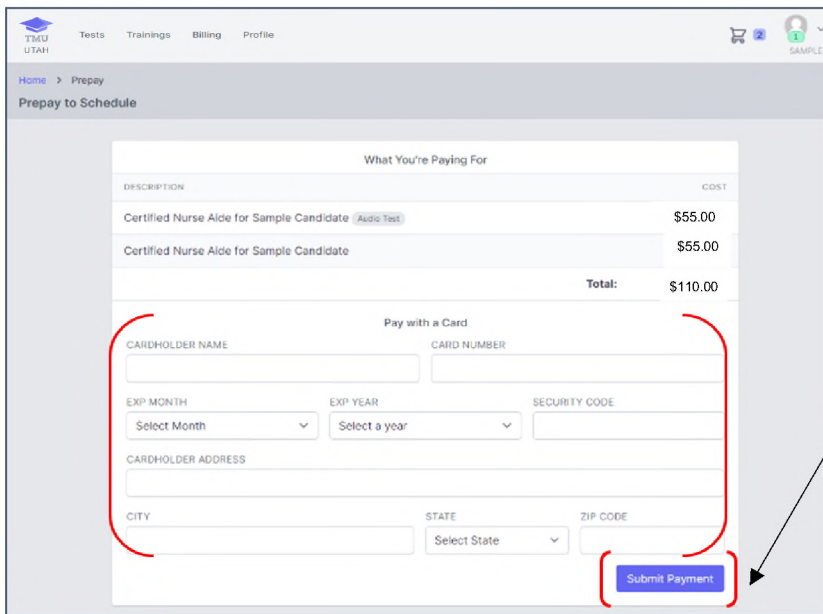 TMU
UTAH
Tests Trainings Billing Profile
2
1
SAMPLE
Home > Prepay
Prepay to Schedule
What You're Paying For
DESCRIPTION COST
Certified Nurse Aide for Sample Candidate Audio Test $55.00
Certified Nurse Aide for Sample Candidate $55.00
Total: $110.00
Pay with a Card
CARDHOLDER NAME CARD NUMBER
EXP MONTH EXP YEAR SECURITY CODE
Select Month Select a year
CARDHOLDER ADDRESS
CITY STATE ZIP CODE
Select State
Submit Payment